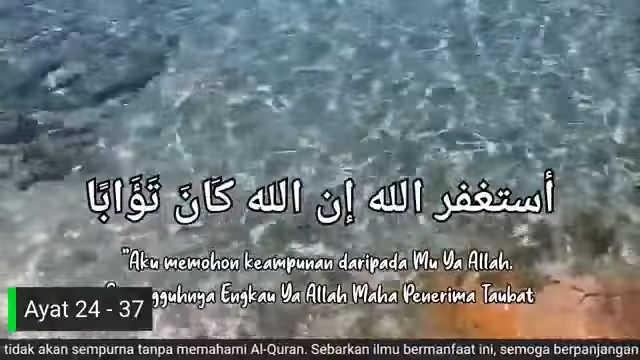 أستغفر الله إن الله كَانَ تَوَّابًا
"Aku memohon keampunan daripada Mu Ya Allah.
Engkau Ya Allah Maha Penerima Taubat
Ayat 24 - 37
tidak akan sempurna tanpa memahami Al-Quran. Sebarkan ilmu bermanfaat ini, semoga berpanjangan